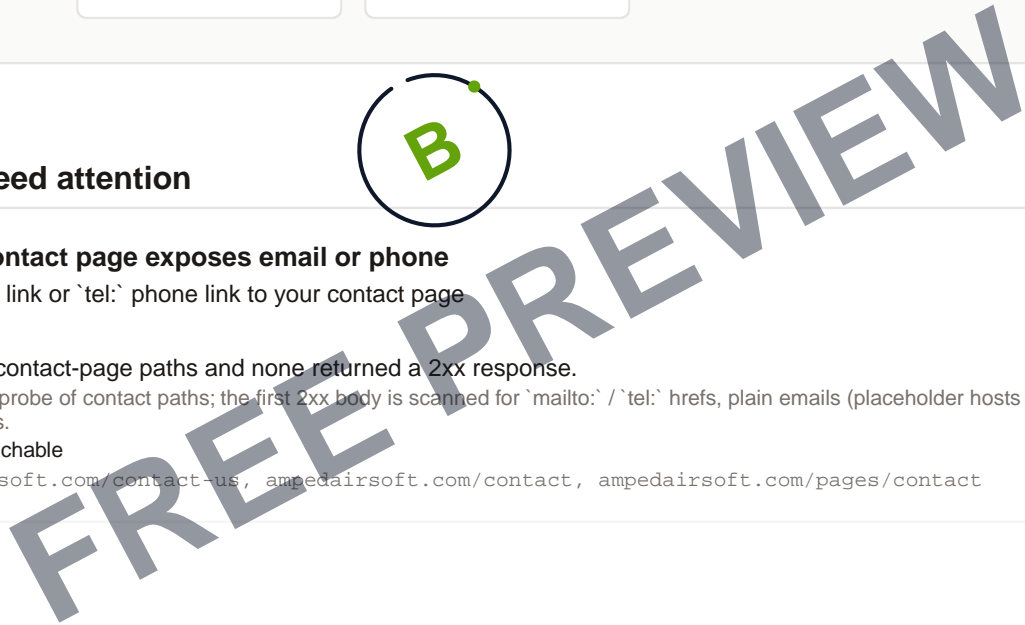 B
eed attention
ontact page exposes email or phone
link or `tel:` phone link to your contact page
contact-page paths and none returned a 2xx response.
probe of contact paths; the first 2xx body is scanned for `mailto:` / `tel:` hrefs, plain emails (placeholder hosts
s.
chable
soft.com/contact-us, ampedairsoft.com/contact, ampedairsoft.com/pages/contact
FREE PREVIEW